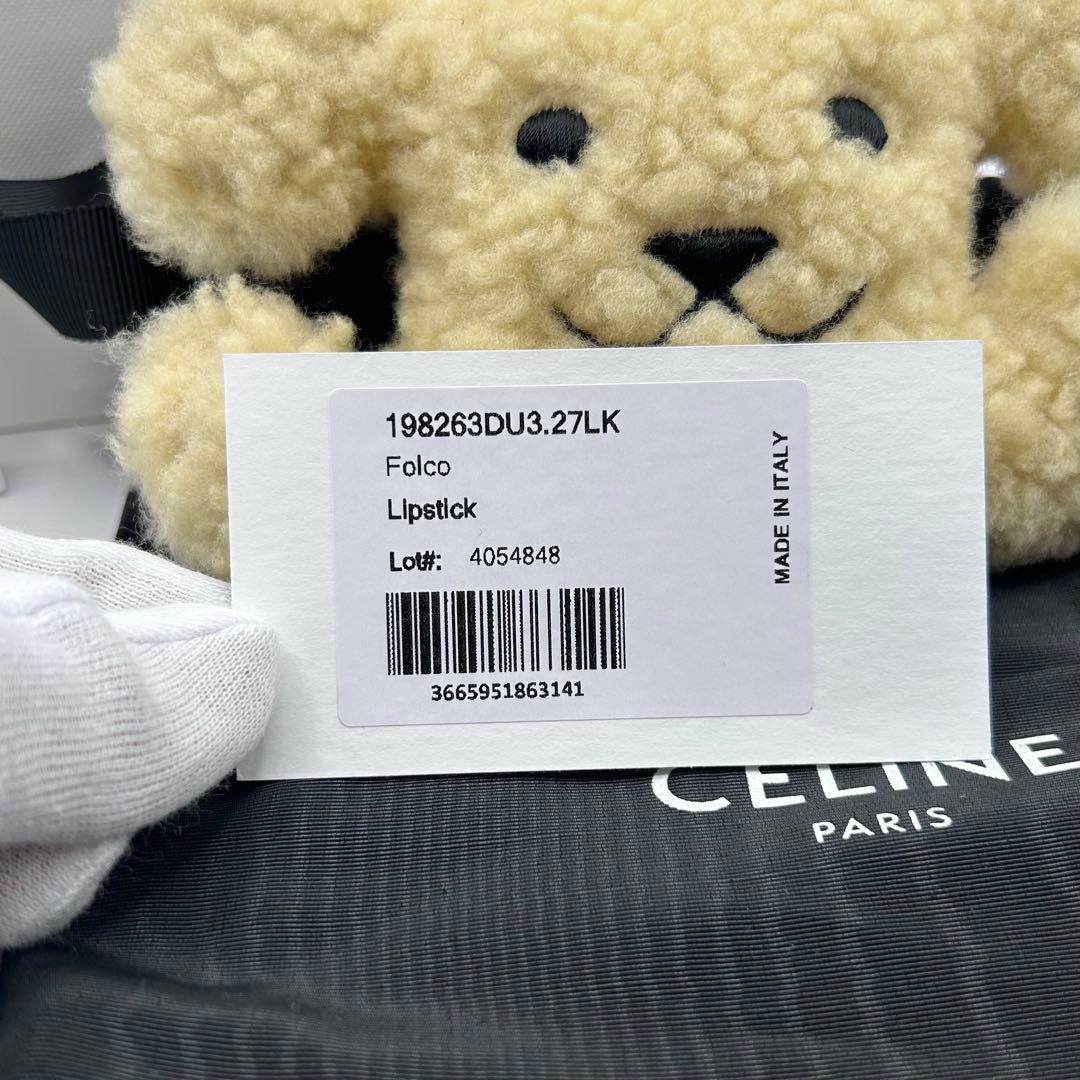 198263DU3.27LK
Folco
Lipstick
Lot#: 4054848
3665951863141
MADE IN ITALY
CELINE
PARIS